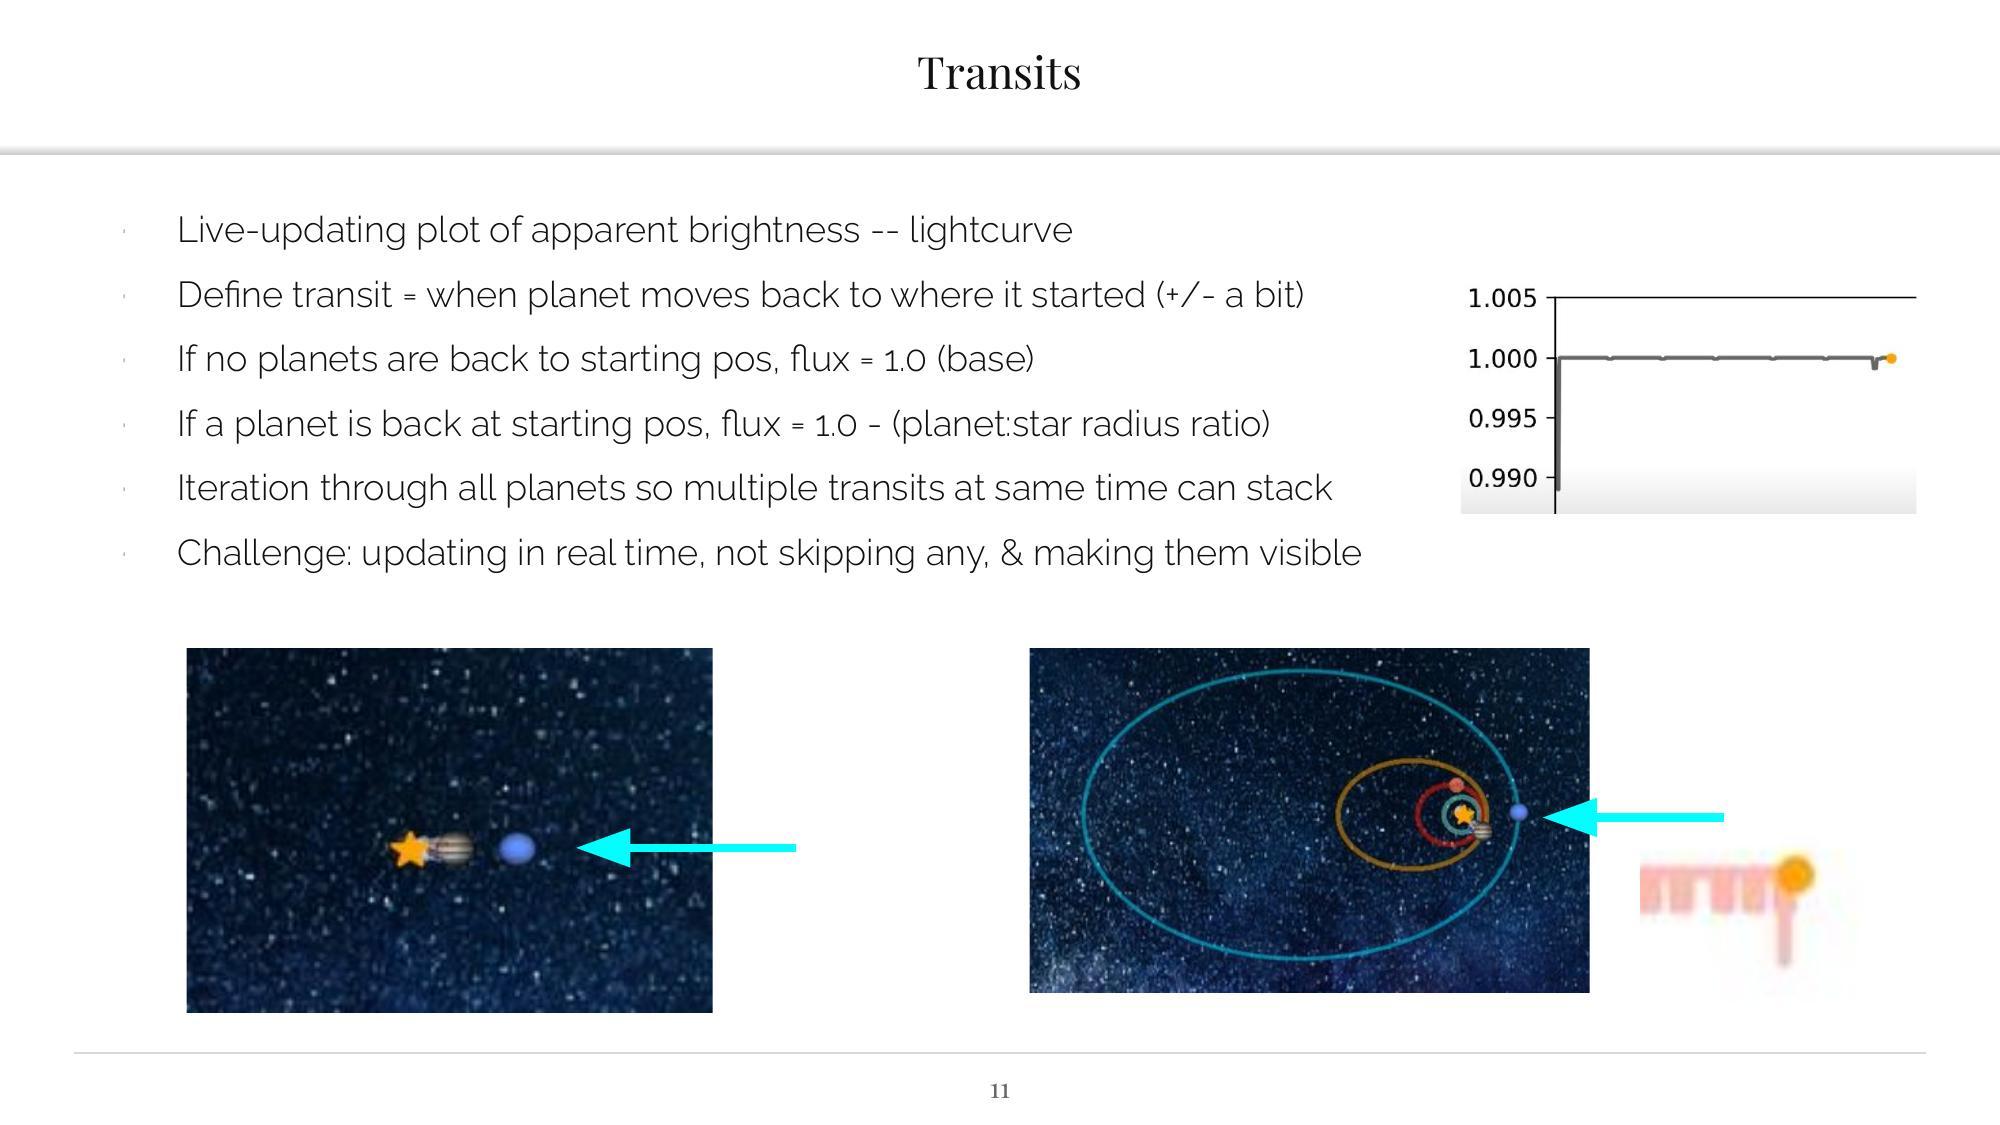 Transits
Live-updating plot of apparent brightness -- lightcurve
Define transit = when planet moves back to where it started (+/- a bit)
If no planets are back to starting pos, flux = 1.0 (base)
If a planet is back at starting pos, flux = 1.0 - (planet:star radius ratio)
Iteration through all planets so multiple transits at same time can stack
Challenge: updating in real time, not skipping any, & making them visible
1.005
1.000
0.995
0.990
11